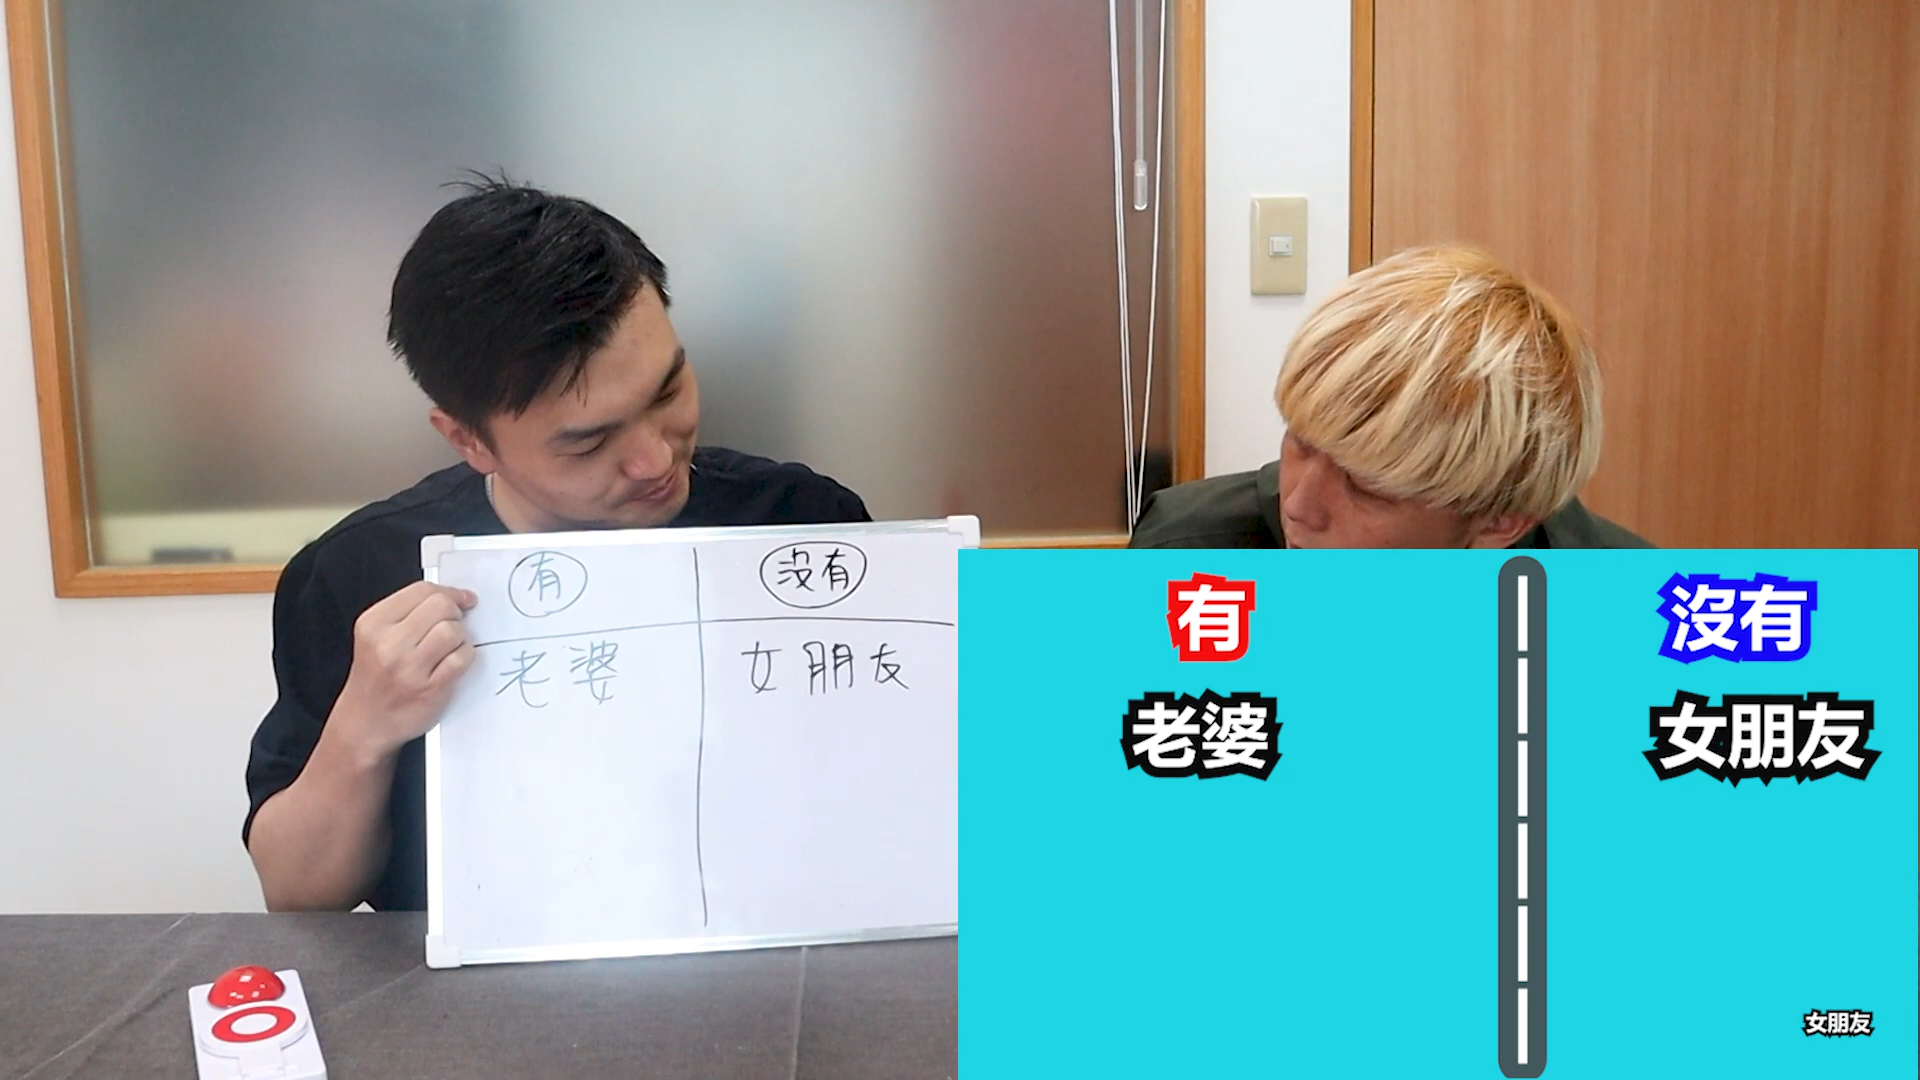 有 沒有
老婆 女朋友
有 沒有
老婆 女朋友
女朋友